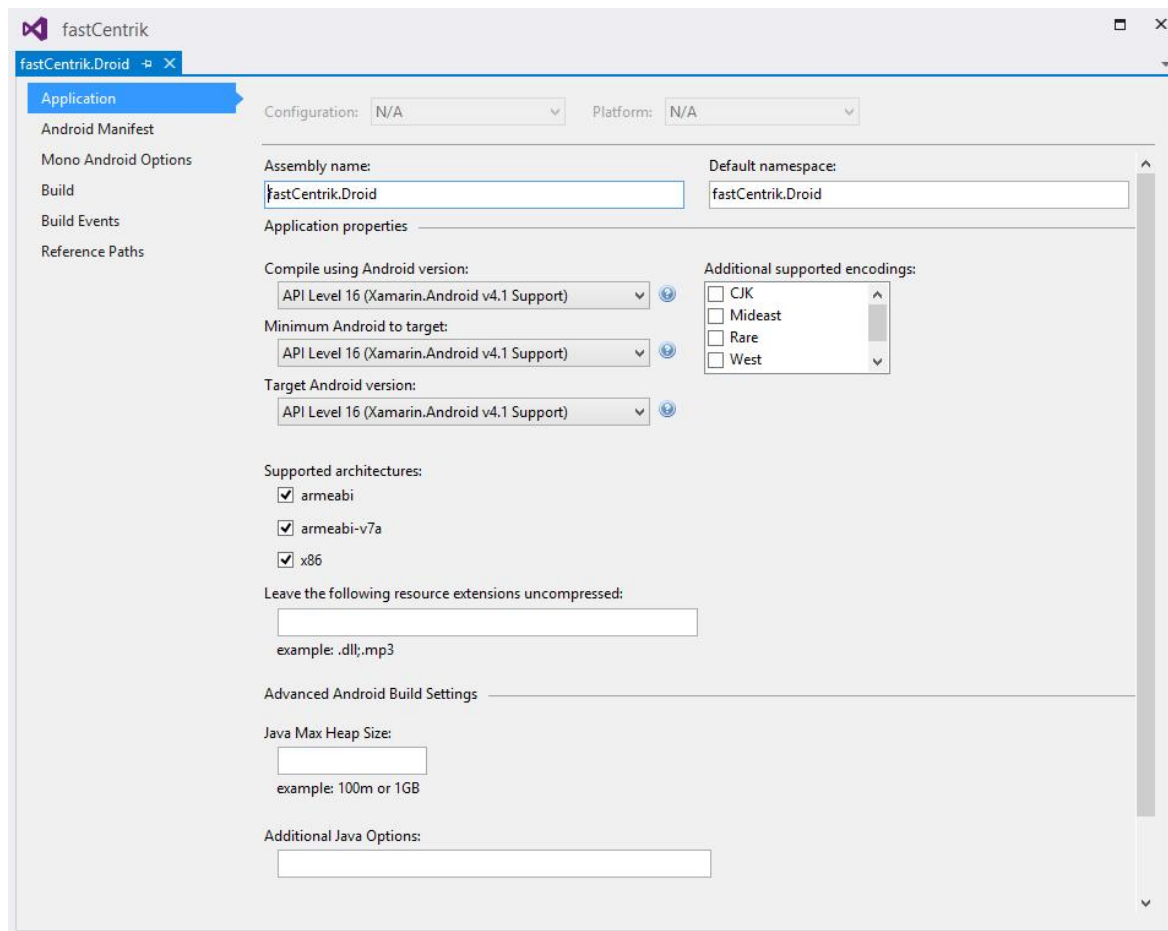 fastCentrik
fastCentrik.Droid
Application
Android Manifest
Mono Android Options
Build
Build Events
Reference Paths
Configuration: N/A Platform: N/A
Assembly name: Default namespace:
fastCentrik.Droid fastCentrik.Droid
Application properties
Compile using Android version: Additional supported encodings:
API Level 16 (Xamarin.Android v4.1 Support) CJK
Mideast
Minimum Android to target: Rare
API Level 16 (Xamarin.Android v4.1 Support) West
Target Android version:
API Level 16 (Xamarin.Android v4.1 Support)
Supported architectures:
armeabi
armeabi-v7a
x86
Leave the following resource extensions uncompressed:
example: .dll;.mp3
Advanced Android Build Settings
Java Max Heap Size:
example: 100m or 1GB
Additional Java Options: